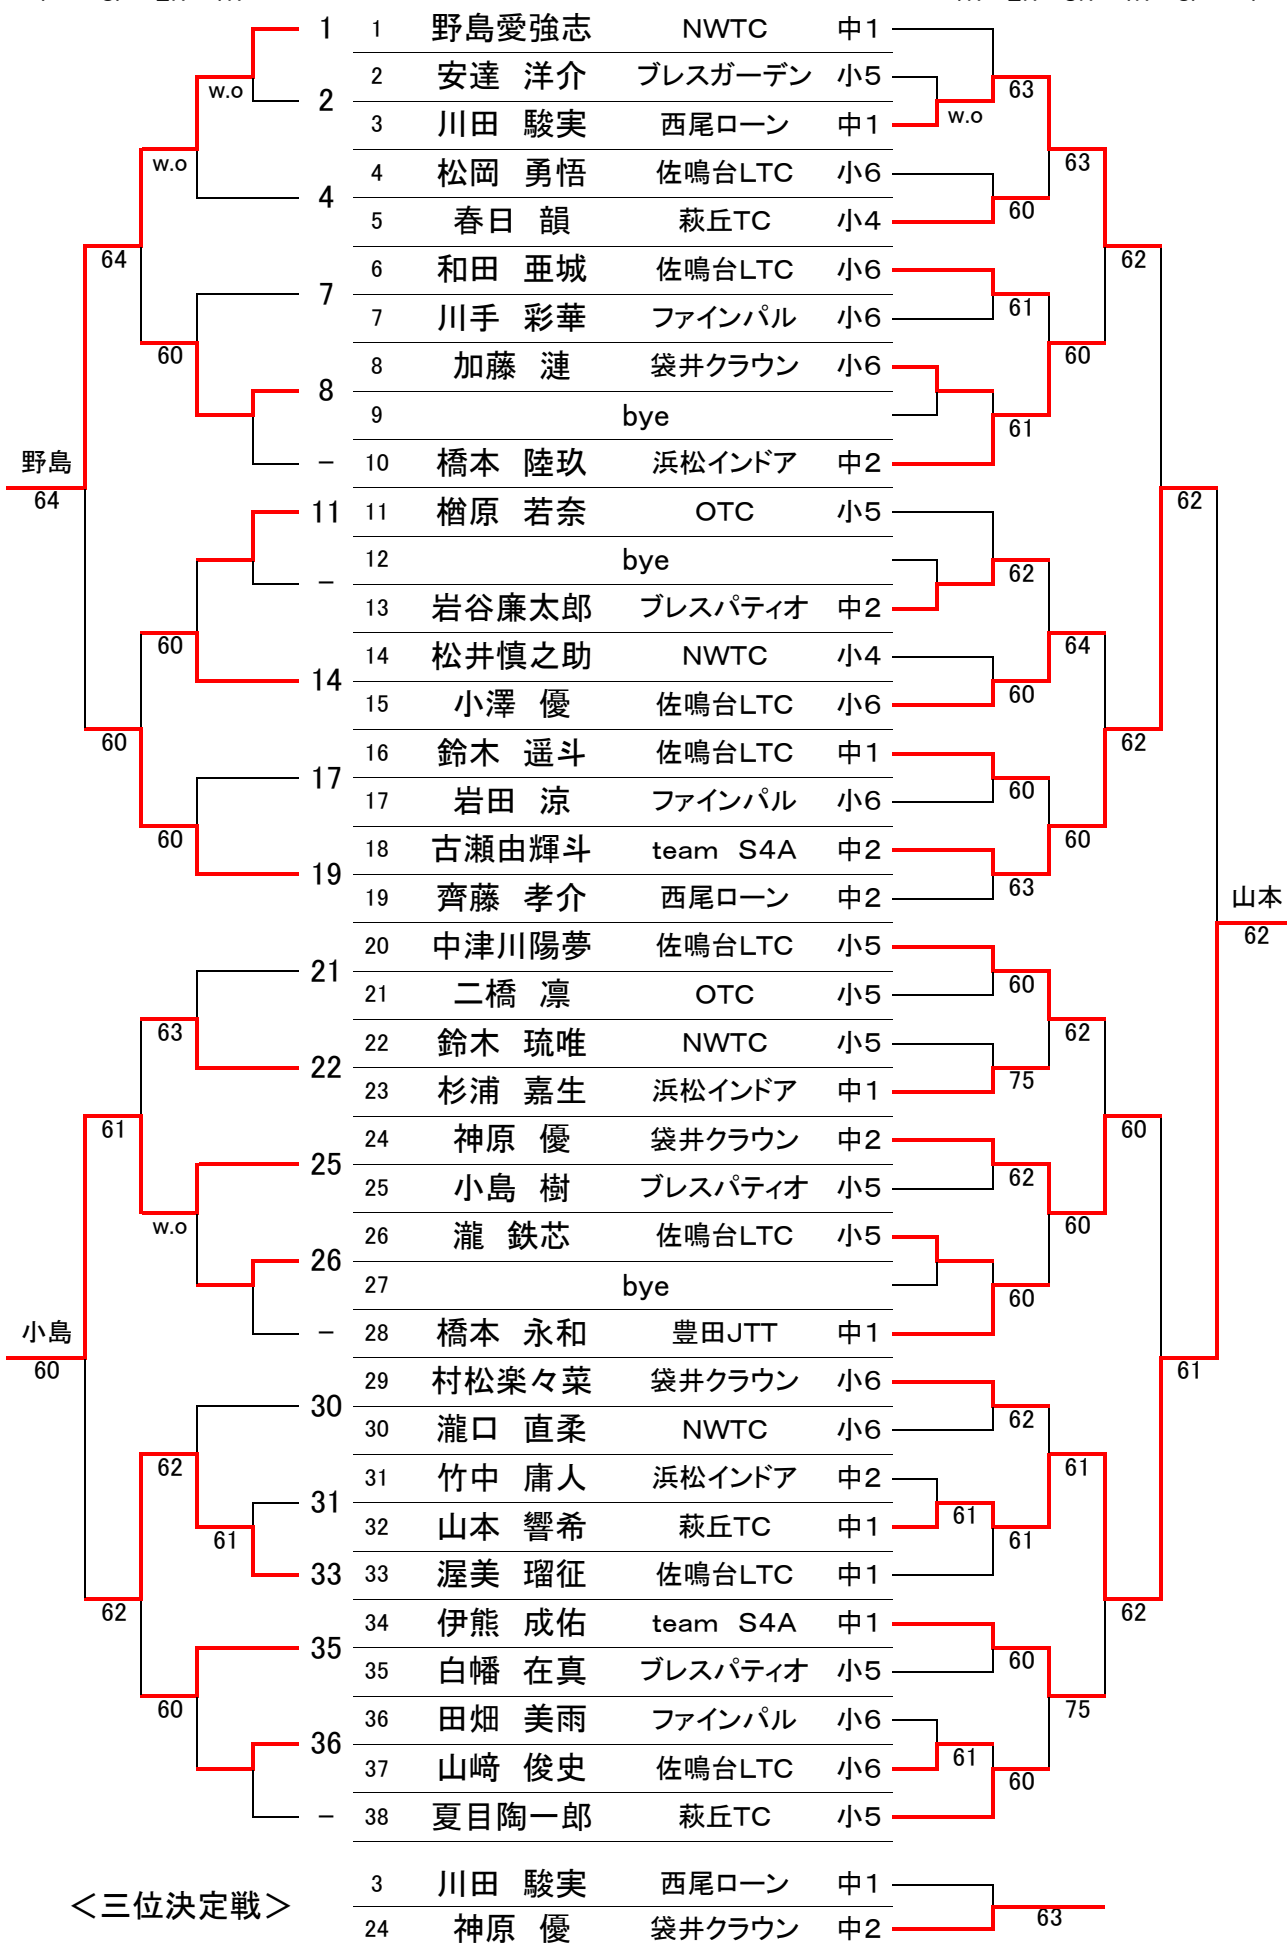 1 1 野島愛強志 NWTC 中1
2 安達 洋介 ブレスガーデン 小5
w.o 2 63
3 川田 駿実 西尾ローン 中1 w.o
w.o 4 松岡 勇悟 佐鳴台LTC 小6 63
4 60
5 春日 韻 萩丘TC 小4
64 6 和田 亜城 佐鳴台LTC 小6 62
7 61
7 川手 彩華 ファインパル 小6
60 8 加藤 漣 袋井クラウン 小6 60
8
9 bye 61
野島 – 10 橋本 陸玖 浜松インドア 中2
64 62
11 11 楢原 若奈 OTC 小5
12 bye
– 62
13 岩谷廉太郎 ブレスパティオ 中2
60 14 松井慎之助 NWTC 小4 64
14 60
15 小澤 優 佐鳴台LTC 小6
60 16 鈴木 遥斗 佐鳴台LTC 中1 62
17 60
17 岩田 涼 ファインパル 小6
60 18 古瀬由輝斗 team S4A 中2 60
19 63
19 齊藤 孝介 西尾ローン 中2 山本
62
20 中津川陽夢 佐鳴台LTC 小5
21 60
21 二橋 凛 OTC 小5
63 22 鈴木 琉唯 NWTC 小5 62
22 75
23 杉浦 嘉生 浜松インドア 中1
61 24 神原 優 袋井クラウン 中2 60
25 62
25 小島 樹 ブレスパティオ 小5
w.o 26 瀧 鉄芯 佐鳴台LTC 小5 60
26
27 bye 60
小島 – 28 橋本 永和 豊田JTT 中1
60 61
29 村松楽々菜 袋井クラウン 小6
30 62
30 瀧口 直柔 NWTC 小6
62 31 竹中 庸人 浜松インドア 中2 61
31 61
61 32 山本 響希 萩丘TC 中1 61
33 33 渥美 瑠征 佐鳴台LTC 中1
62 34 伊熊 成佑 team S4A 中1 62
35 60
35 白幡 在真 ブレスパティオ 小5
60 36 田畑 美雨 ファインパル 小6 75
36 61
37 山﨑 俊史 佐鳴台LTC 小6 60
– 38 夏目陶一郎 萩丘TC 小5
3 川田 駿実 西尾ローン 中1
＜三位決定戦＞ 63
24 神原 優 袋井クラウン 中2